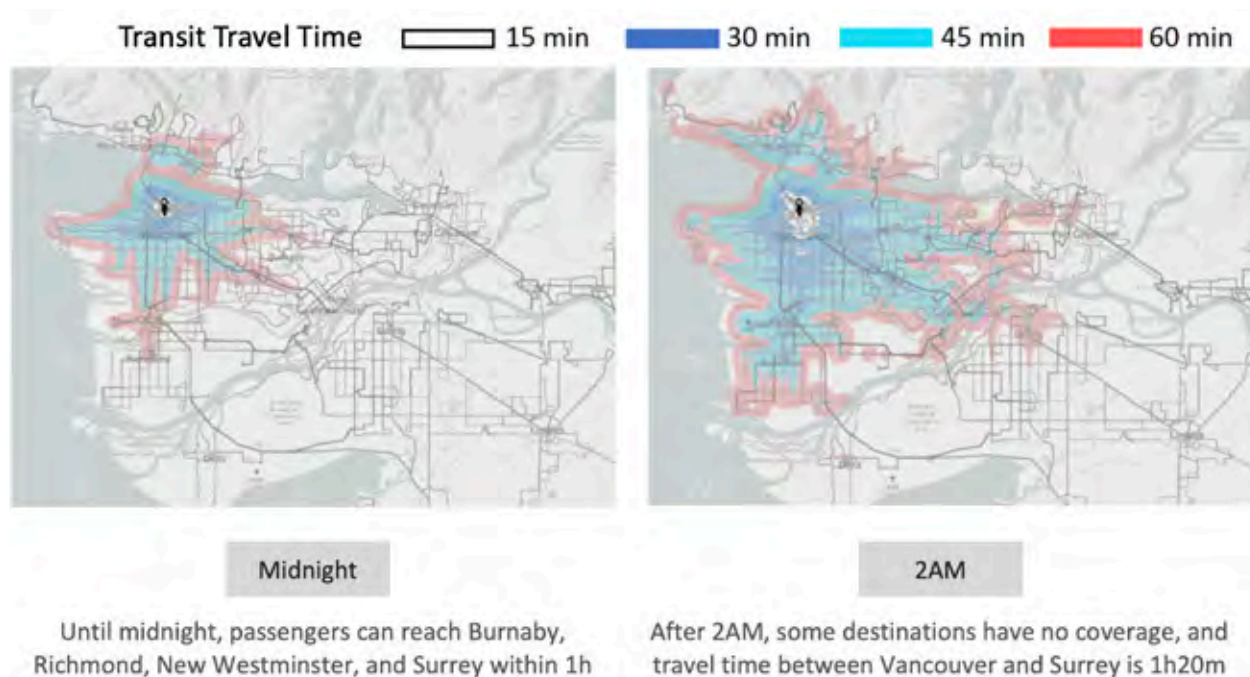 Transit Travel Time 15 min 30 min 45 min 60 min
Midnight
Until midnight, passengers can reach Burnaby,
Richmond, New Westminster, and Surrey within 1h
2AM
After 2AM, some destinations have no coverage, and
travel time between Vancouver and Surrey is 1h20m